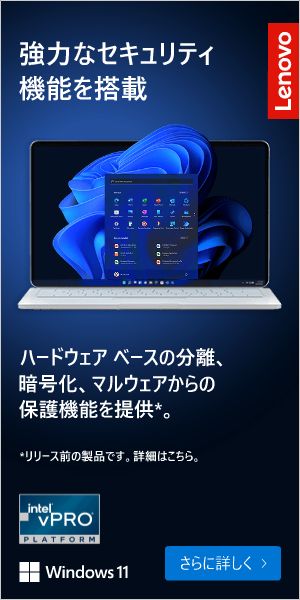 強力なセキュリティ
機能を搭載
Lenovo
ハードウェア ベースの分離、
暗号化、マルウェアからの
保護機能を提供*。
*リリース前の製品です。詳細はこちら。
intel
vPRO
PLATFORM
Windows 11
さらに詳しく